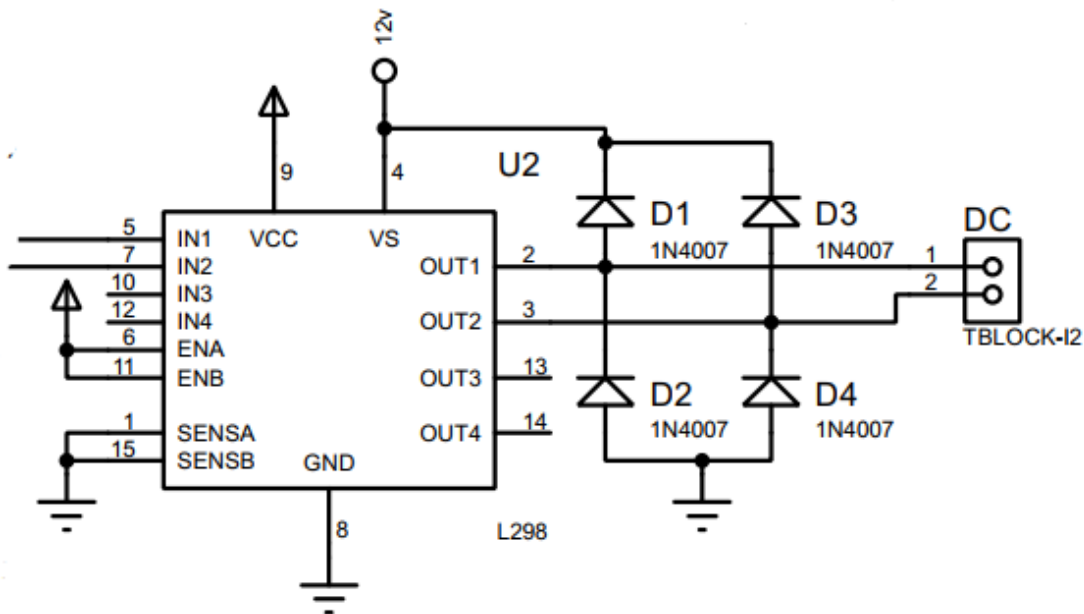 12v
9
4
U2
5
IN1
VCC
VS
D1
D3
DC
7
IN2
OUT1
2
1N4007
1N4007
1
10
IN3
2
12
IN4
OUT2
3
TBLOCK-I2
6
ENA
11
ENB
OUT3
13
D2
D4
1
SENSA
OUT4
14
1N4007
1N4007
15
SENSB
GND
8
L298